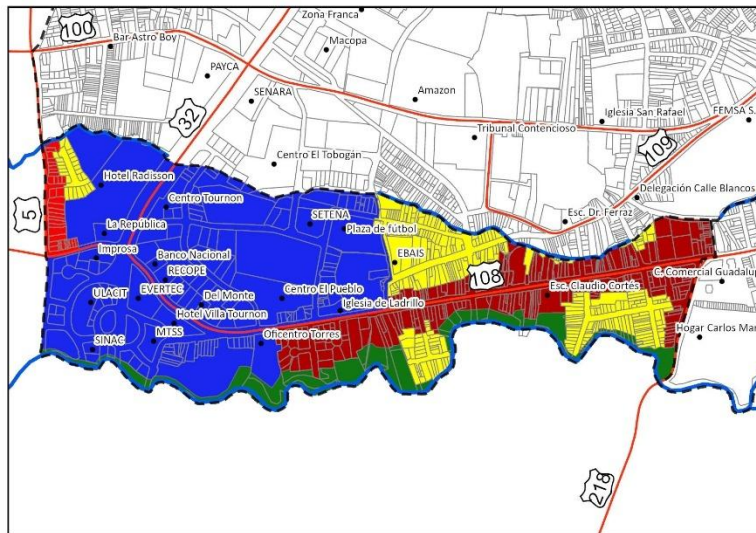 Zona Franca
100
Bar Astro Boy
Macopa
PAYCA
SENARA
Amazon
FEMSA S.
32
Iglesia San Rafael
Tribunal Contencioso
109
Centro El Tobogán
Hotel Radisson
Delegación Calle Blancos
5
Centro Tournon
SETENA
Plaza de fútbol
Esc. Dr. Ferraz
La República
Improsa
Banco Nacional
RECOPE
EBAIS
108
C. Comercial Guadalup
ULACIT
EVERTEC
Del Monte
Centro El Pueblo
Iglesia de Ladrillo
Esc. Claudio Cortés
Hotel Villa Tournon
SINAC
MTSS
Oficentro Torres
Hogar Carlos Mar
218